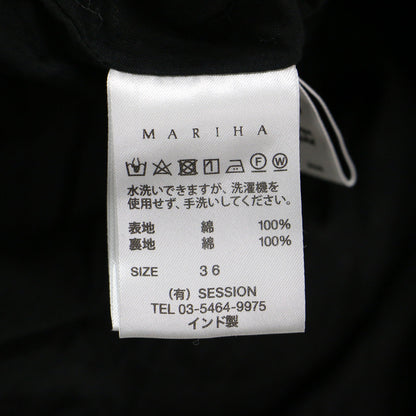 MARIHA
水洗いできますが、洗濯機を
使用せず、手洗いしてください。
表地 綿 100%
裏地 綿 100%
SIZE 36
(有) SESSION
TEL 03-5464-9975
インド製